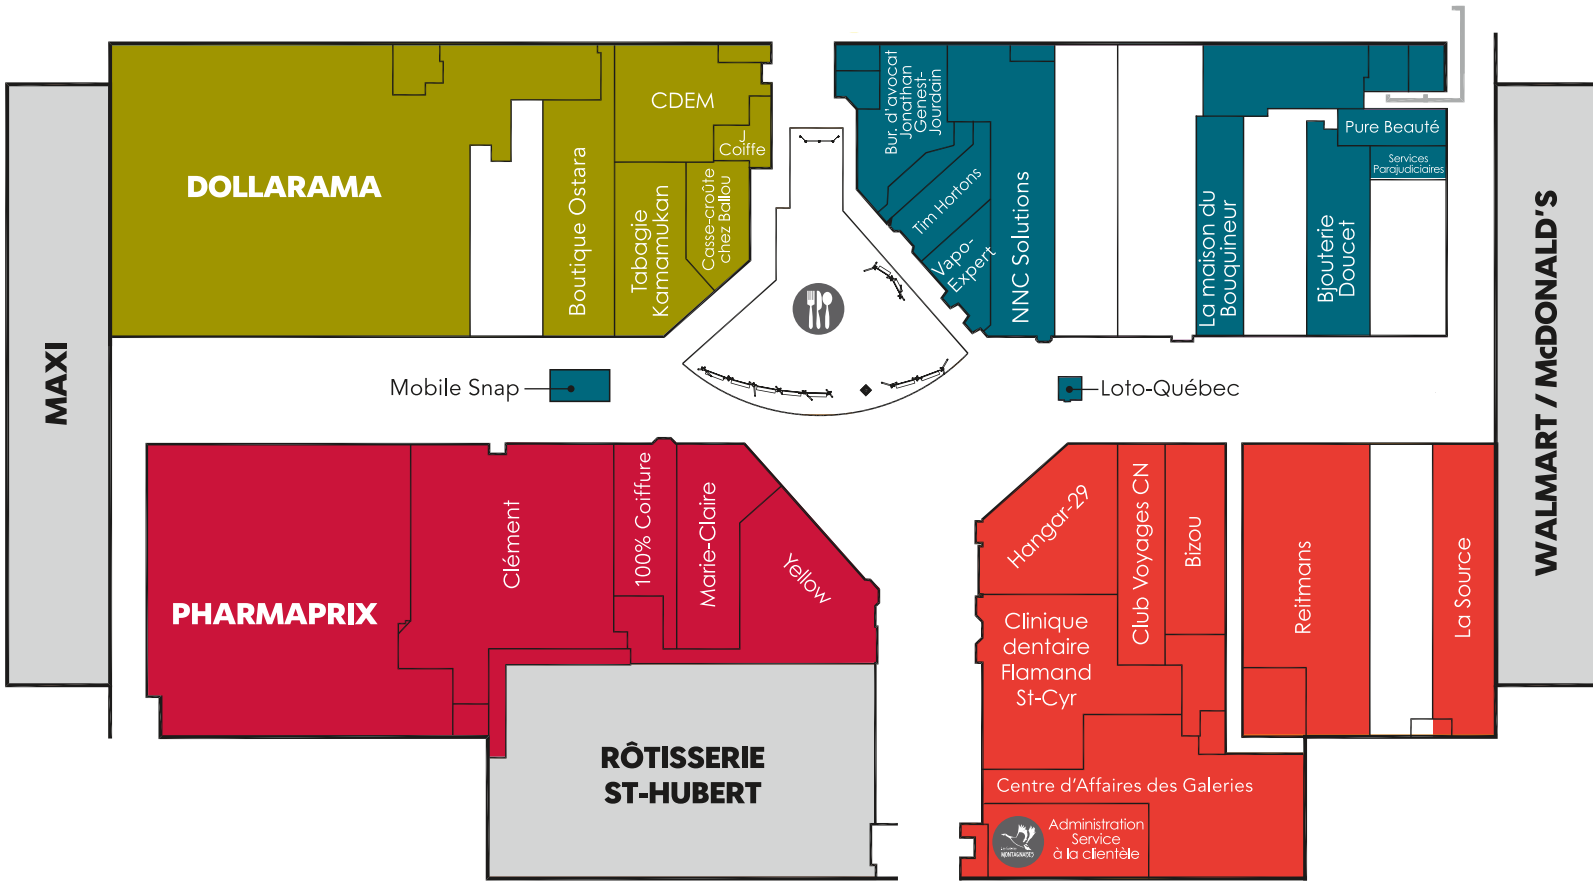 MAXI
DOLLARAMA
Boutique Ostara
CDEM
J
Coiffe
Tabagie
Kamamukan
Casse-croûte
chez Ballou
Bur. d'avocat
Jonathan
Genest-
Jourdain
Tim Hortons
Vapo-
Expert
NNC Solutions
La maison du
Bouquineur
Bjouterie
Doucet
Pure Beauté
Services
Parajudiciaires
WALMART / McDONALD'S
Mobile Snap
Loto-Québec
PHARMAPRIX
Clément
100% Coiffure
Marie-Claire
Yellow
RÔTISSERIE
ST-HUBERT
Hangar-29
Club Voyages CN
Bizou
Reitmans
La Source
Clinique
dentaire
Flamand
St-Cyr
Centre d'Affaires des Galeries
MONTAGNAISES
Administration
Service
à la clientèle